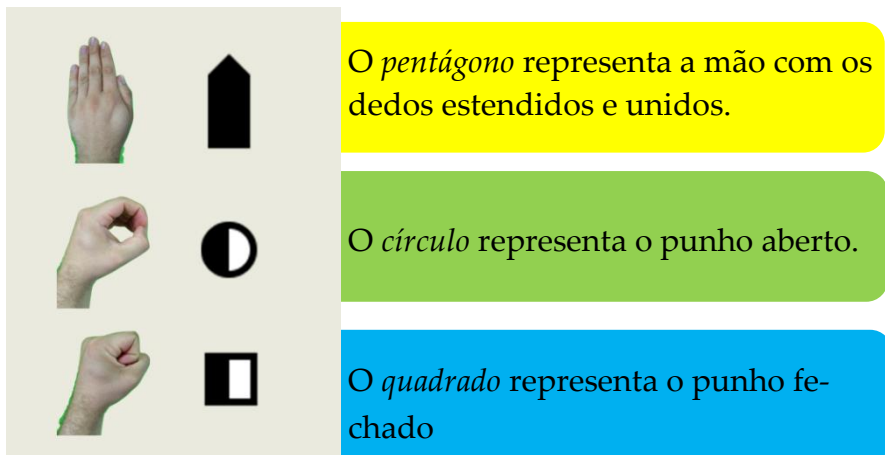 O pentágono representa a mão com os
dedos estendidos e unidos.
O círculo representa o punho aberto.
O quadrado representa o punho fe-
chado